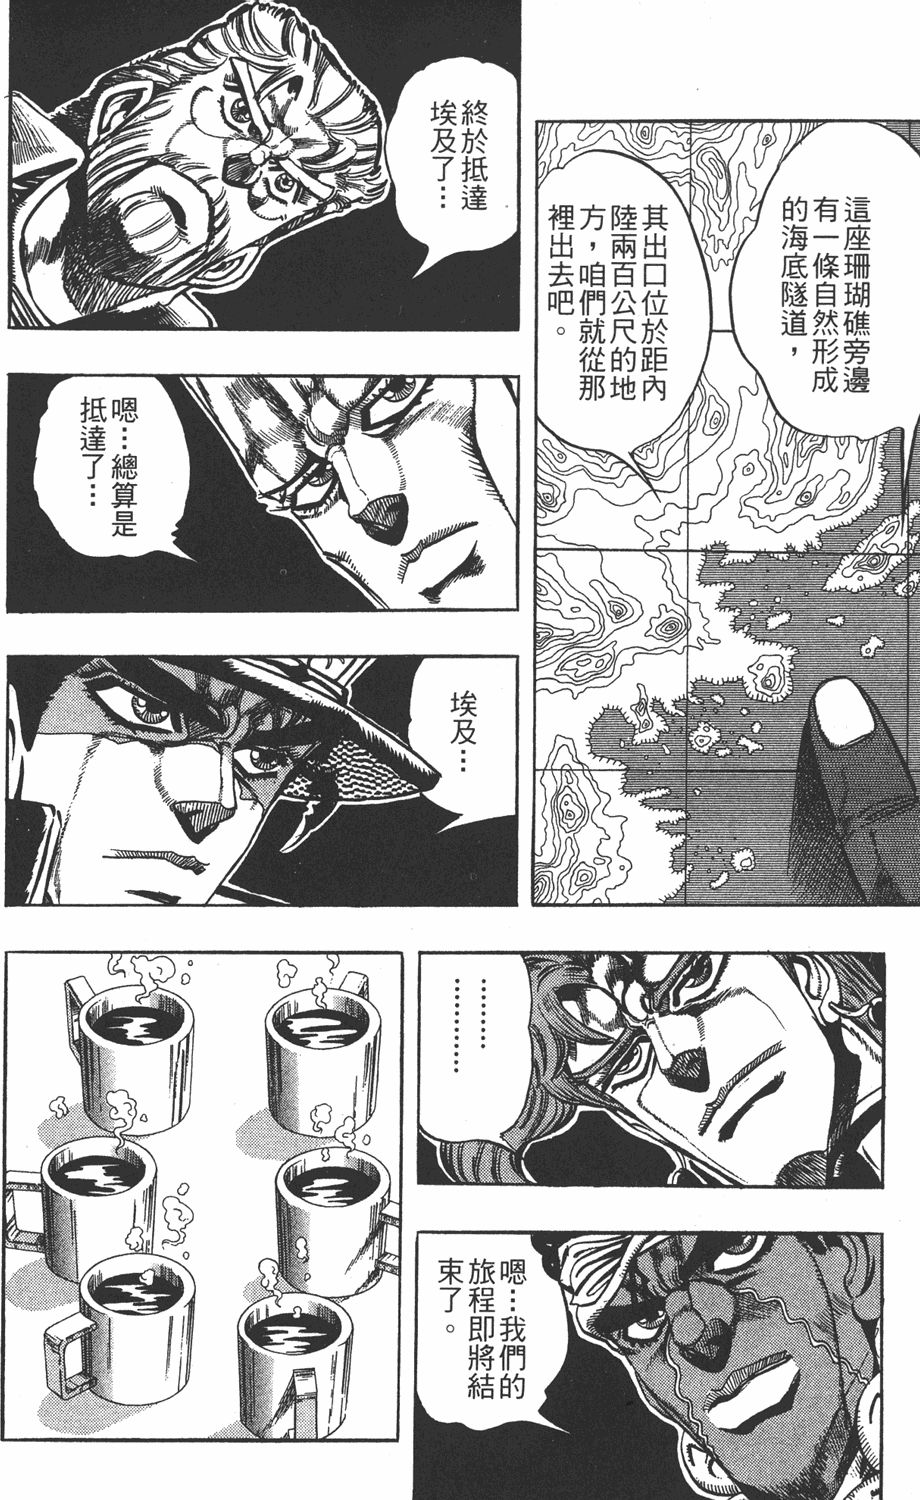 這座珊瑚礁旁邊
有一條自然形成
的海底隧道，
其出口位於距內
陸兩百公尺的地
方，咱們就從那
裡出去吧。
終於抵達
埃及了…
嗯…總算是
抵達了…
埃及…
…………
嗯…我們的
旅程即將結
束了。